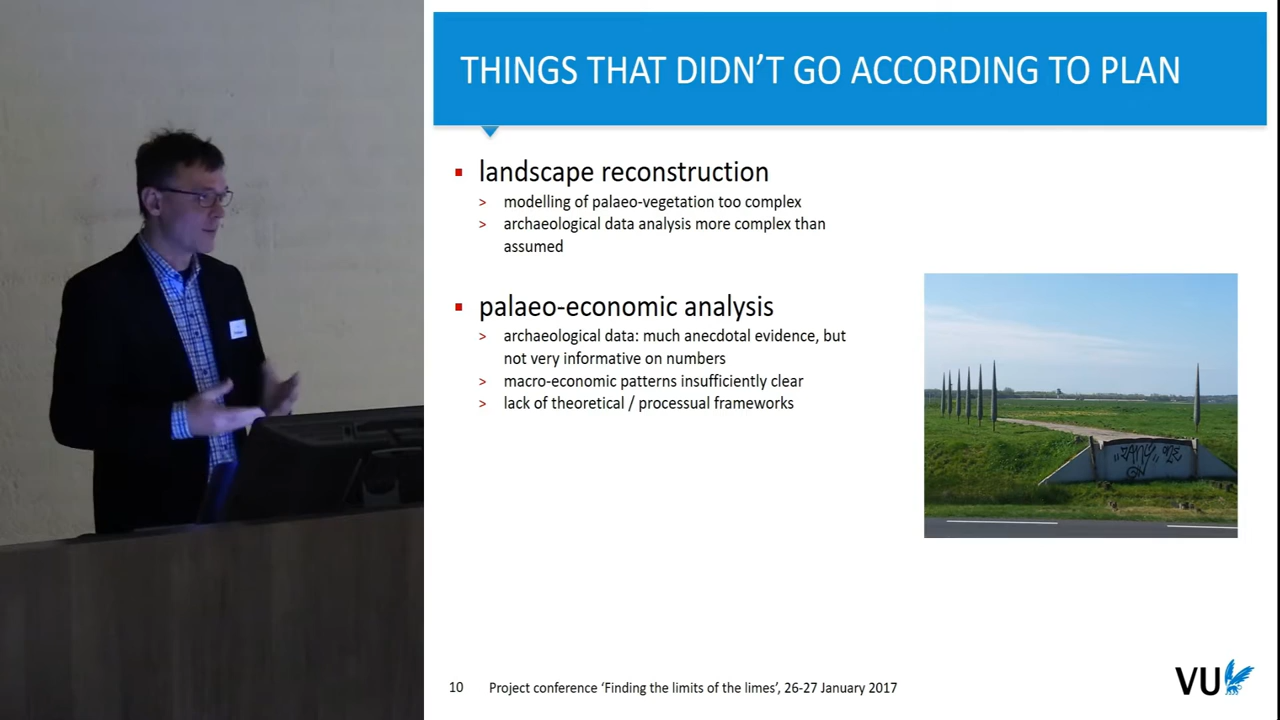 THINGS THAT DIDN'T GO ACCORDING TO PLAN
landscape reconstruction
> modelling of palaeo-vegetation too complex
> archaeological data analysis more complex than
assumed
palaeo-economic analysis
> archaeological data: much anecdotal evidence, but
not very informative on numbers
> macro-economic patterns insufficiently clear
> lack of theoretical / processual frameworks
10 Project conference ‘Finding the limits of the limes’, 26-27 January 2017
VU